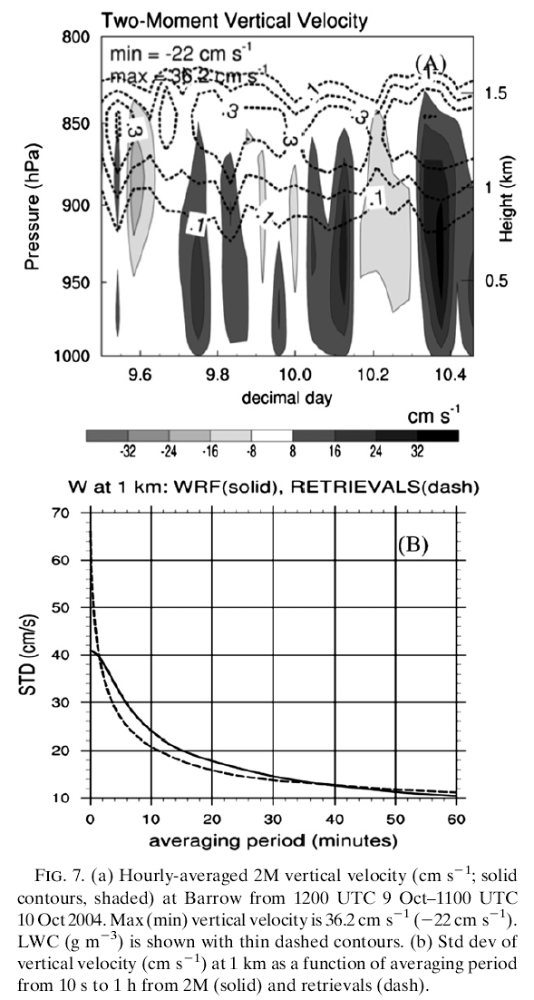 Two-Moment Vertical Velocity
800
850
900
950
1000
Pressure (hPa)
min = -22 cm s⁻¹
max = 36.2 cm s⁻¹
(A)
.1
1
.3
.3
.3
3
.1
.1
.1
1.5
1
0.5
Height (km)
9.6 9.8 10.0 10.2 10.4
decimal day
cm s⁻¹
-32 -24 -16 -8 8 16 24 32
W at 1 km: WRF(solid), RETRIEVALS(dash)
(B)
70
60
50
40
30
20
10
STD (cm/s)
0 10 20 30 40 50 60
averaging period (minutes)
FIG. 7. (a) Hourly-averaged 2M vertical velocity (cm s⁻¹; solid
contours, shaded) at Barrow from 1200 UTC 9 Oct–1100 UTC
10 Oct 2004. Max (min) vertical velocity is 36.2 cm s⁻¹ (−22 cm s⁻¹).
LWC (g m⁻³) is shown with thin dashed contours. (b) Std dev of
vertical velocity (cm s⁻¹) at 1 km as a function of averaging period
from 10 s to 1 h from 2M (solid) and retrievals (dash).